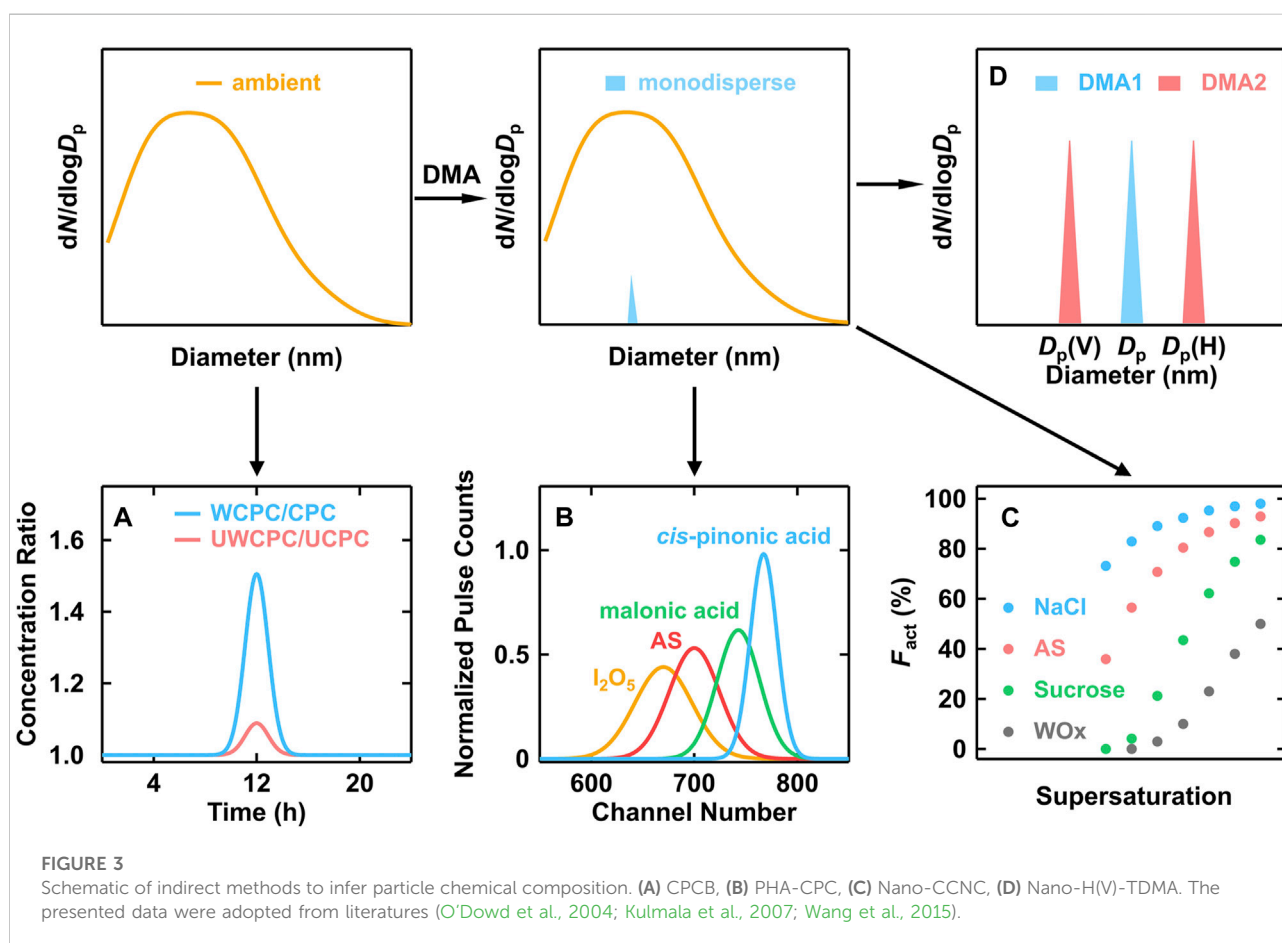 ambient
dN/dlogDp
Diameter (nm)
DMA
monodisperse
dN/dlogDp
Diameter (nm)
D
DMA1 DMA2
dN/dlogDp
Dp(V) Dp Dp(H)
Diameter (nm)
A
WCPC/CPC
UWCPC/UCPC
Concentration Ratio
1.6
1.4
1.2
1.0
4 12 20
Time (h)
B
cis-pinonic acid
malonic acid
AS
I2O5
Normalized Pulse Counts
1.0
0.5
0
600 700 800
Channel Number
C
Fact (%)
100
80
60
40
20
0
NaCl
AS
Sucrose
WOx
Supersaturation
FIGURE 3
Schematic of indirect methods to infer particle chemical composition. (A) CPCB, (B) PHA-CPC, (C) Nano-CCNC, (D) Nano-H(V)-TDMA. The
presented data were adopted from literatures (O'Dowd et al., 2004; Kulmala et al., 2007; Wang et al., 2015).